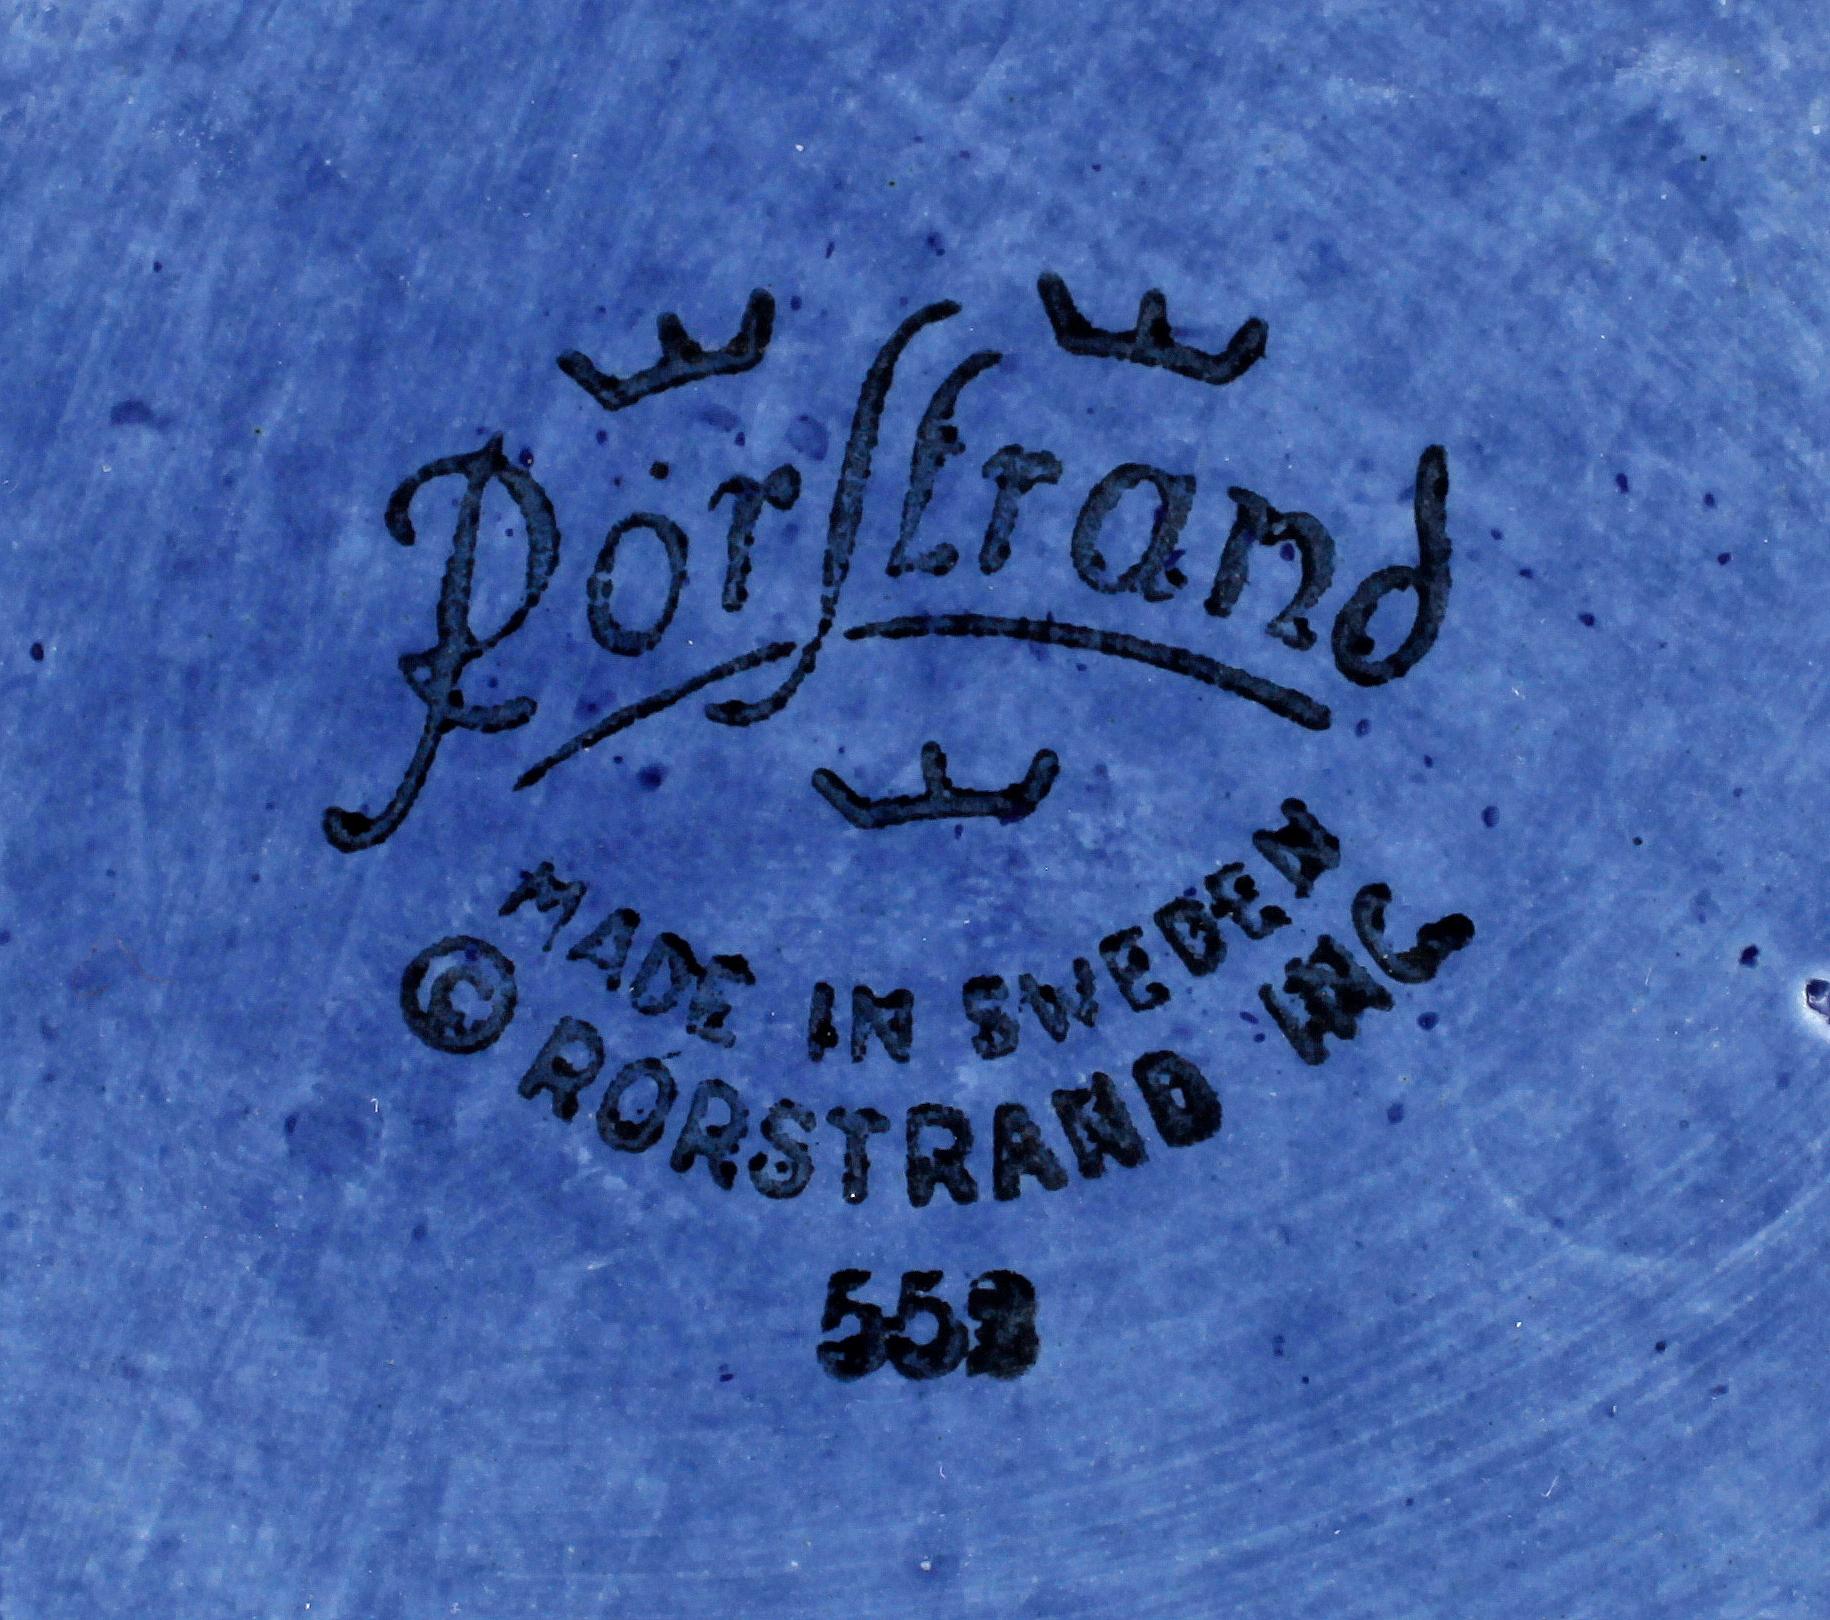 Rörstrand
MADE IN SWEDEN
© RÖRSTRAND INC
552